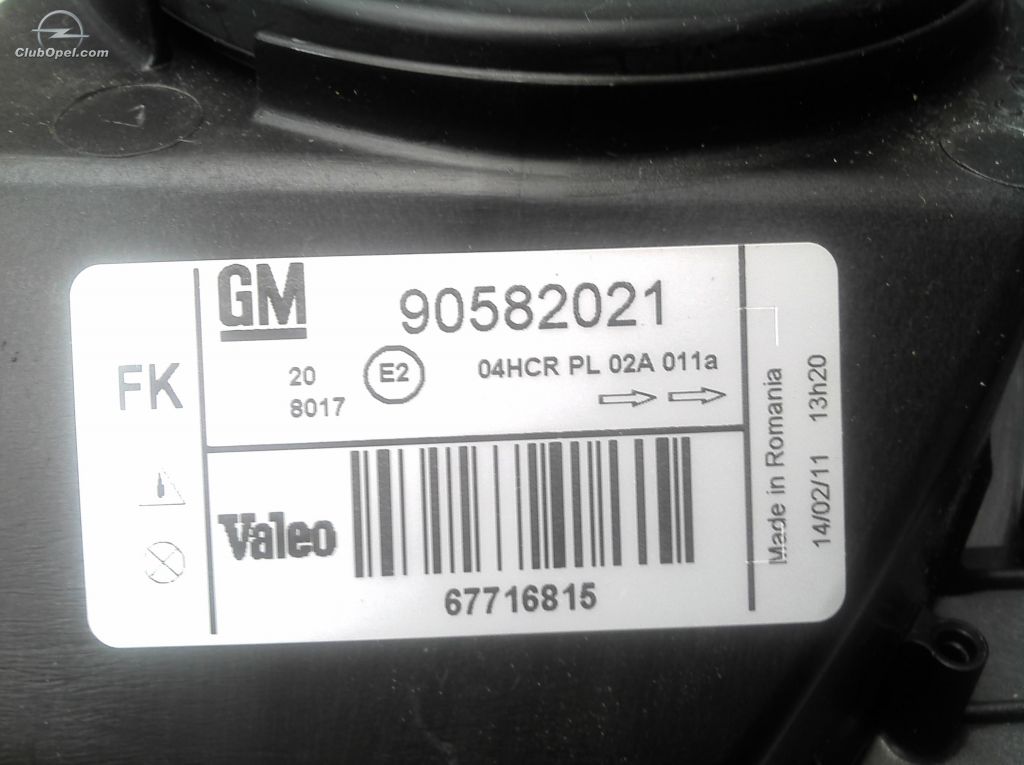 ClubOpel.com
GM
90582021
FK
20
8017
E2
04HCR PL 02A 011a
Valeo
67716815
Made in Romania
14/02/11 13h20